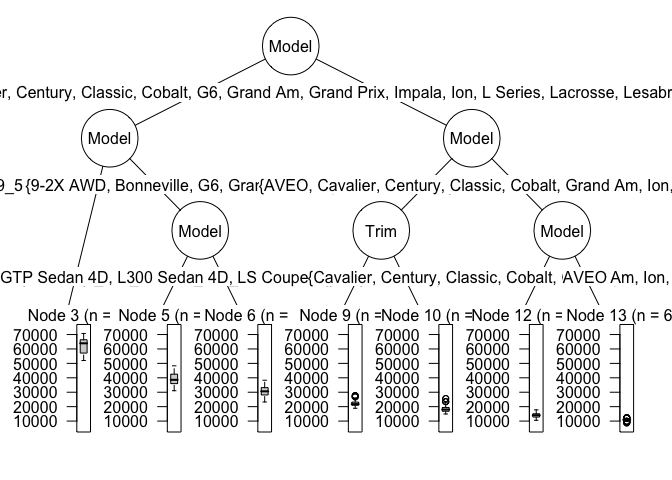 Model
er, Century, Classic, Cobalt, G6, Grand Am, Grand Prix, Impala, Ion, L Series, Lacrosse, Lesabr
Model Model
9_5 {9-2X AWD, Bonneville, G6, Gran {AVEO, Cavalier, Century, Classic, Cobalt, Grand Am, Ion,
Model Trim Model
GTP Sedan 4D, L300 Sedan 4D, LS Coupe {Cavalier, Century, Classic, Cobalt, AVEO Am, Ion,
Node 3 (n = Node 5 (n = Node 6 (n = Node 9 (n = Node 10 (n = Node 12 (n = Node 13 (n = 6
70000 70000 70000 70000 70000 70000 70000
60000 60000 60000 60000 60000 60000 60000
50000 50000 50000 50000 50000 50000 50000
40000 40000 40000 40000 40000 40000 40000
30000 30000 30000 30000 30000 30000 30000
20000 20000 20000 20000 20000 20000 20000
10000 10000 10000 10000 10000 10000 10000